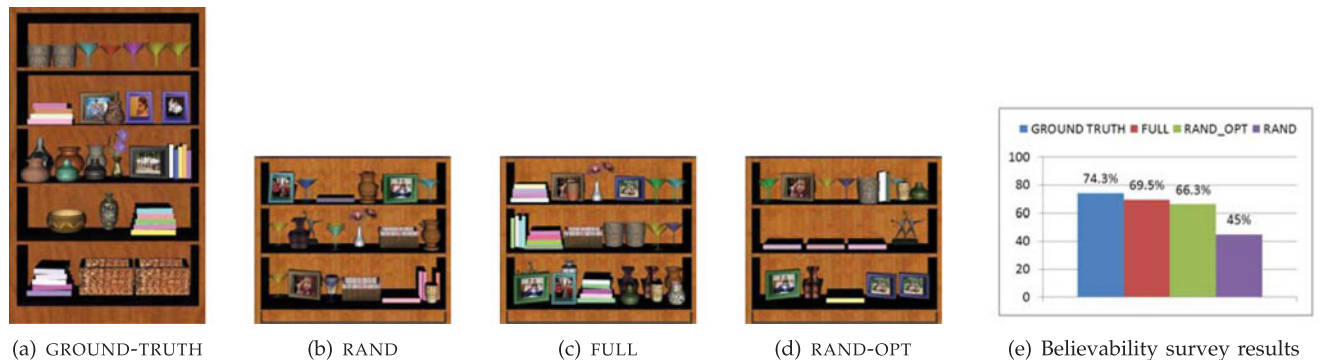 GROUND TRUTH FULL RAND_OPT RAND
100
80
60
40
20
0
74.3%
69.5%
66.3%
45%
(a) GROUND-TRUTH
(b) RAND
(c) FULL
(d) RAND-OPT
(e) Believability survey results